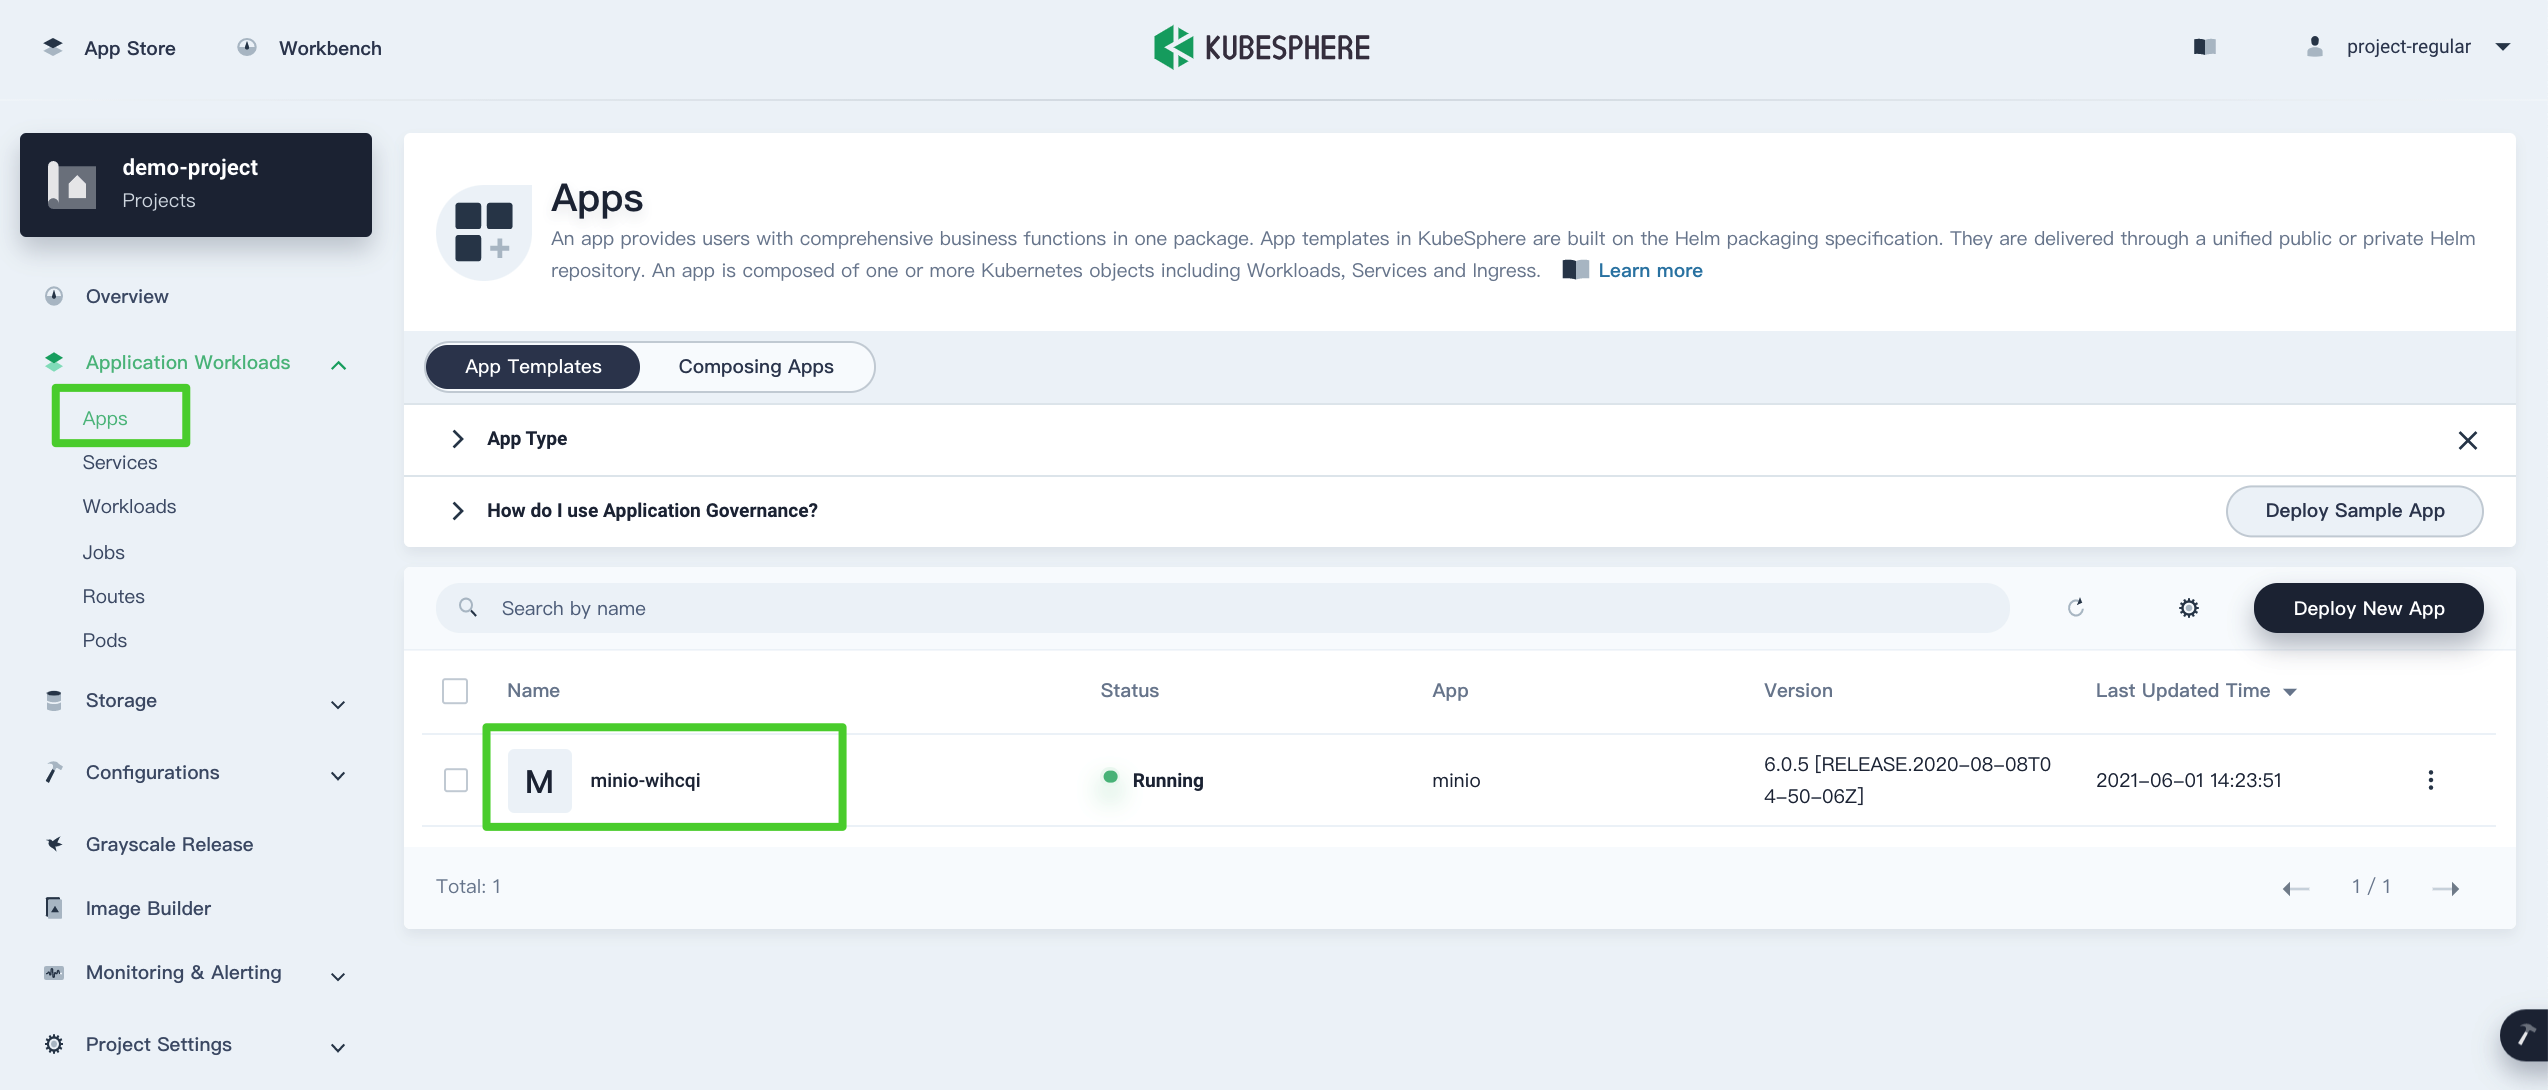 App Store
Workbench
KUBESPHERE
project-regular
demo-project
Projects
Overview
Application Workloads
Apps
Services
Workloads
Jobs
Routes
Pods
Storage
Configurations
Grayscale Release
Image Builder
Monitoring & Alerting
Project Settings
Apps
An app provides users with comprehensive business functions in one package. App templates in KubeSphere are built on the Helm packaging specification. They are delivered through a unified public or private Helm
repository. An app is composed of one or more Kubernetes objects including Workloads, Services and Ingress. Learn more
App Templates
Composing Apps
App Type
How do I use Application Governance?
Deploy Sample App
Search by name
Deploy New App
Name Status App Version Last Updated Time
M minio-wihcqi Running minio 6.0.5 [RELEASE.2020-08-08T0
4-50-06Z] 2021-06-01 14:23:51
Total: 1
1 / 1